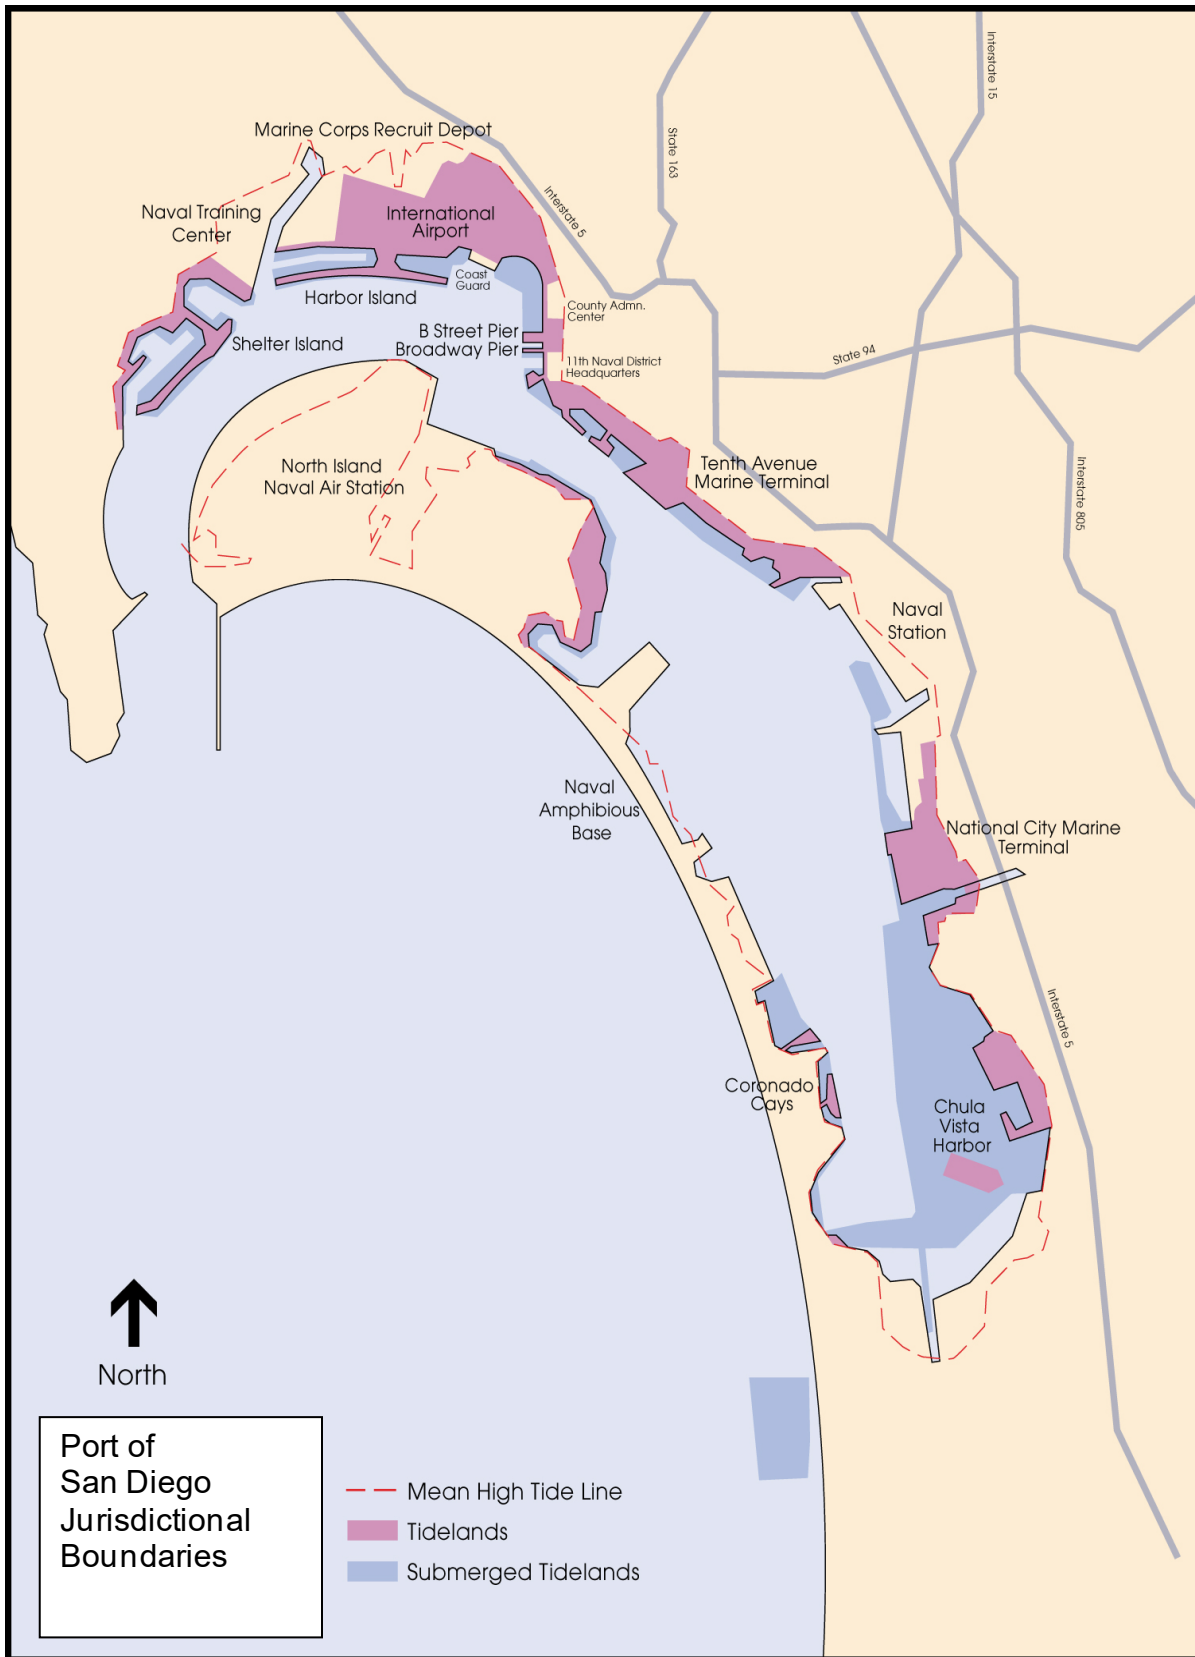 Interstate 15
Marine Corps Recruit Depot
State 163
Interstate 5
Naval Training
Center
International
Airport
Coast
Guard
Harbor Island
County Admn.
Center
B Street Pier
Broadway Pier
Shelter Island
11th Naval District
Headquarters
State 94
North Island
Naval Air Station
Tenth Avenue
Marine Terminal
Interstate 805
Naval
Station
Naval
Amphibious
Base
National City Marine
Terminal
Interstate 5
Coronado
Cays
Chula
Vista
Harbor
North
Port of
San Diego
Jurisdictional
Boundaries
Mean High Tide Line
Tidelands
Submerged Tidelands